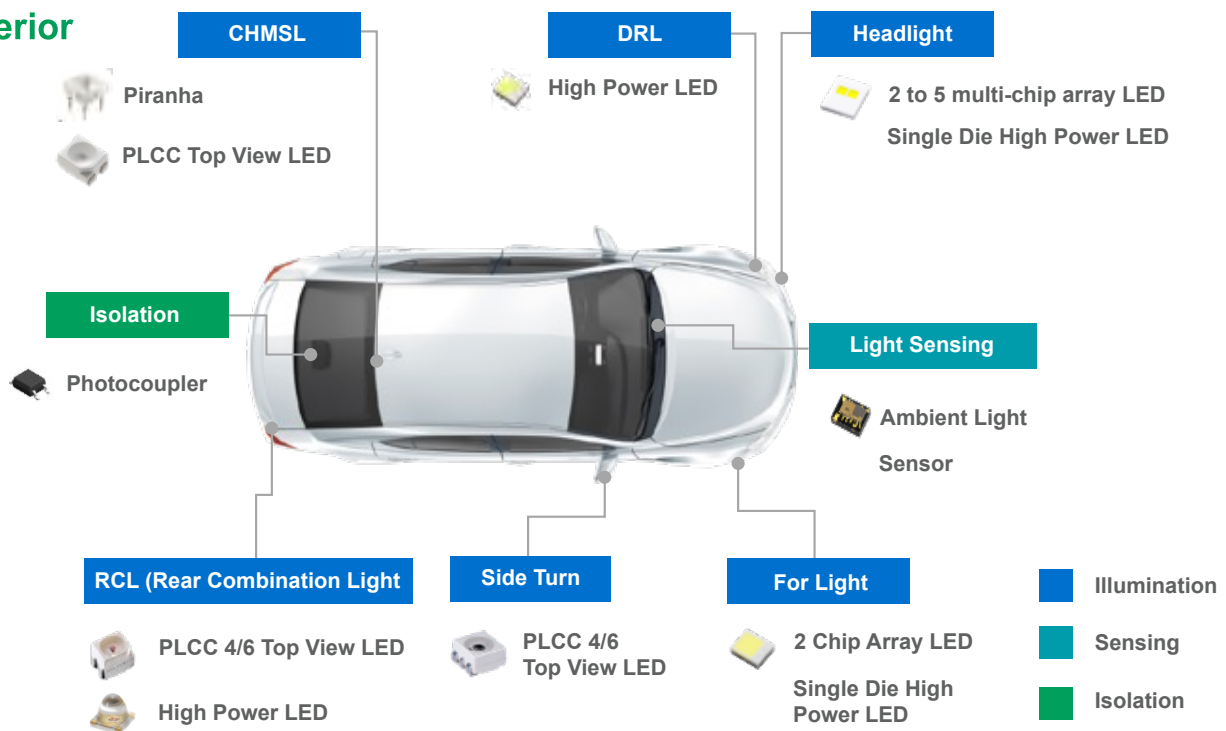 CHMSL
DRL
Headlight
Piranha
PLCC Top View LED
High Power LED
2 to 5 multi-chip array LED
Single Die High Power LED
Isolation
Photocoupler
Light Sensing
Ambient Light
Sensor
RCL (Rear Combination Light
PLCC 4/6 Top View LED
High Power LED
Side Turn
PLCC 4/6
Top View LED
For Light
2 Chip Array LED
Single Die High
Power LED
Illumination
Sensing
Isolation